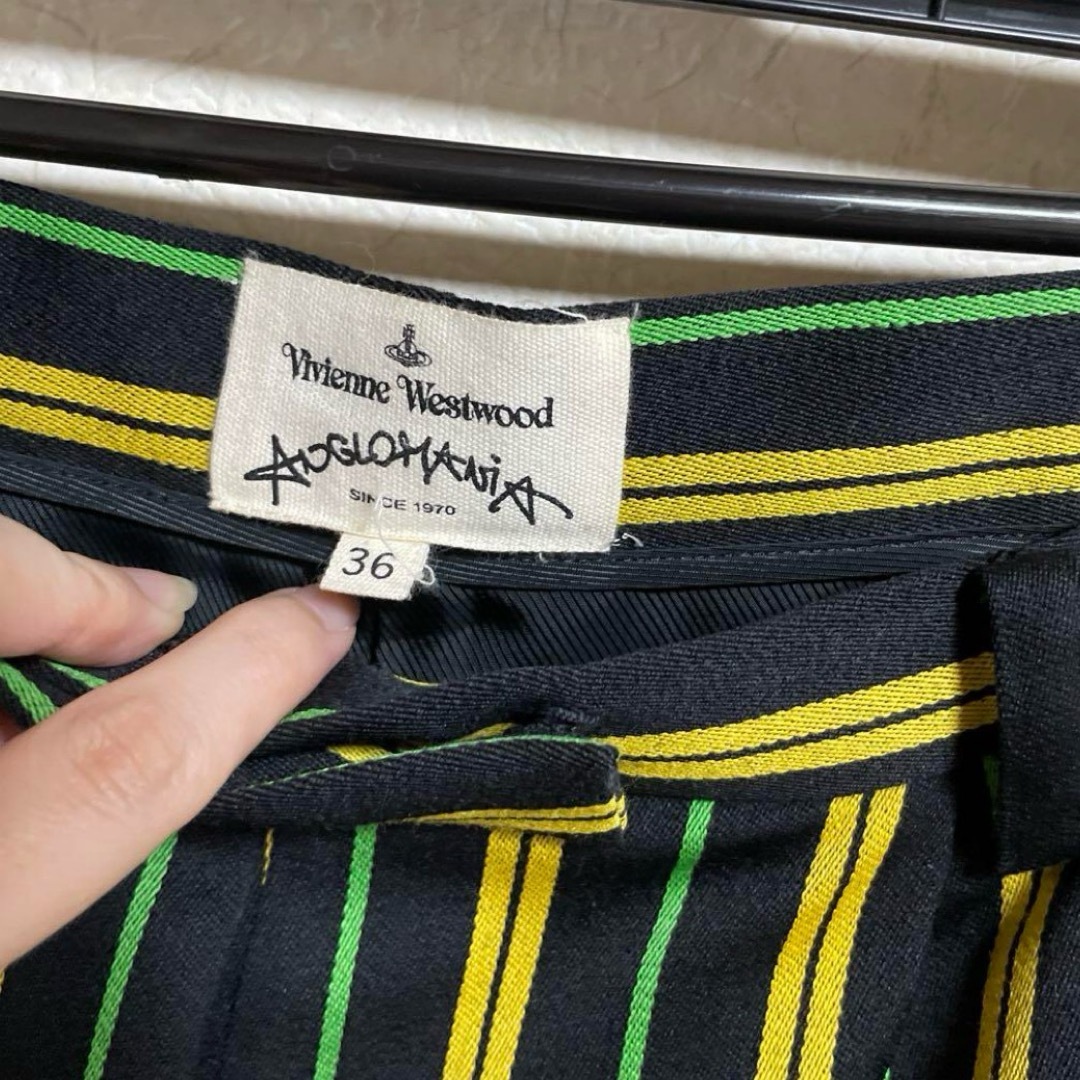 Vivienne Westwood
ANGLOMANIA
SINCE 1970
36